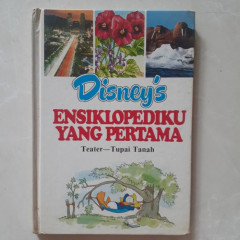 Disney's
ENSIKLOPEDIKU
YANG PERTAMA
Teater—Tupai Tanah